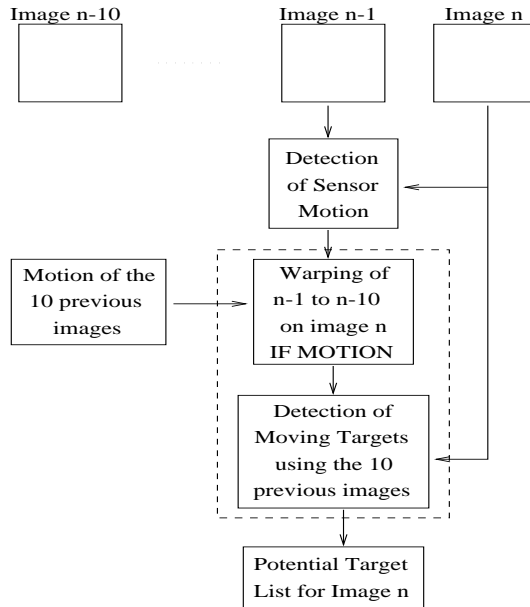 Image n-10
Image n-1
Image n
Detection
of Sensor
Motion
Motion of the
10 previous
images
Warping of
n-1 to n-10
on image n
IF MOTION
Detection of
Moving Targets
using the 10
previous images
Potential Target
List for Image n